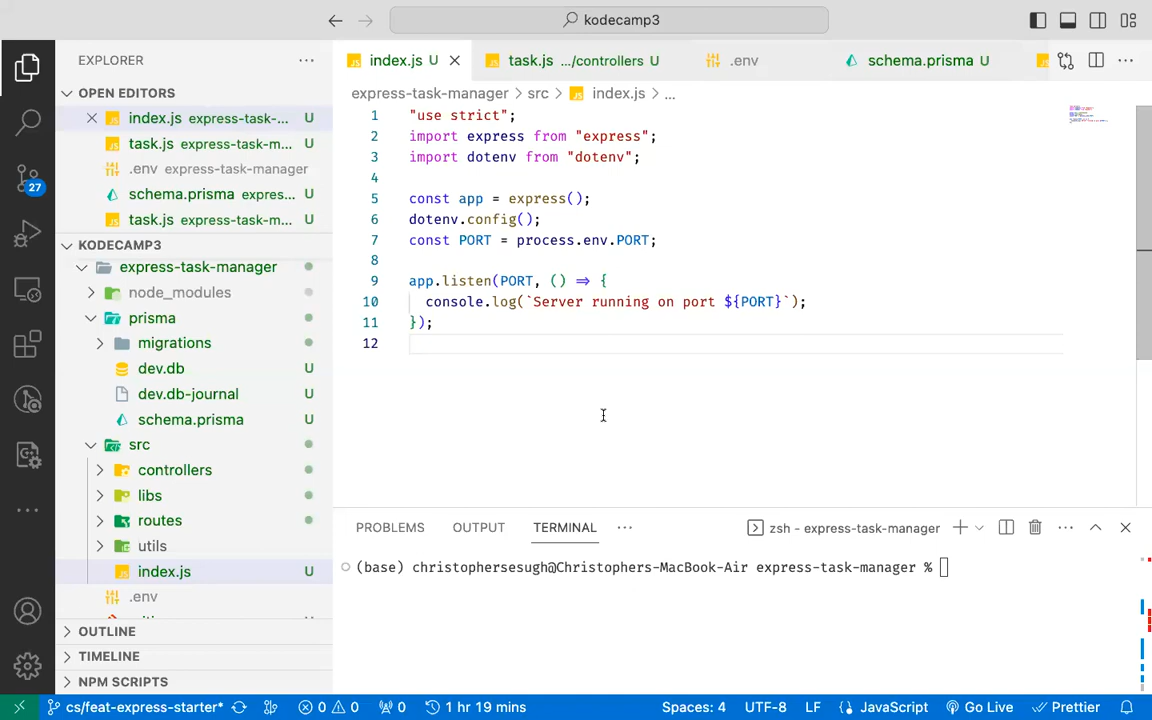 kodecamp3
EXPLORER
index.js U
task.js .../controllers U
.env
schema.prisma U
OPEN EDITORS
express-task-manager > src > index.js > ...
index.js express-task-... U
task.js express-task-m... U
.env express-task-manager
schema.prisma expres... U
task.js express-task-m... U
27
KODECAMP3
express-task-manager
node_modules
prisma
migrations
dev.db U
dev.db-journal U
schema.prisma U
src
controllers
libs
routes
utils
index.js U
.env
OUTLINE
TIMELINE
NPM SCRIPTS
1 "use strict";
2 import express from "express";
3 import dotenv from "dotenv";
4
5 const app = express();
6 dotenv.config();
7 const PORT = process.env.PORT;
8
9 app.listen(PORT, () => {
10 console.log(`Server running on port ${PORT}`);
11 });
12
PROBLEMS OUTPUT TERMINAL ... zsh - express-task-manager
(base) christophersesugh@Christophers-MacBook-Air express-task-manager %
cs/feat-express-starter* 0 0 0 1 hr 19 mins Spaces: 4 UTF-8 LF JavaScript Go Live Prettier